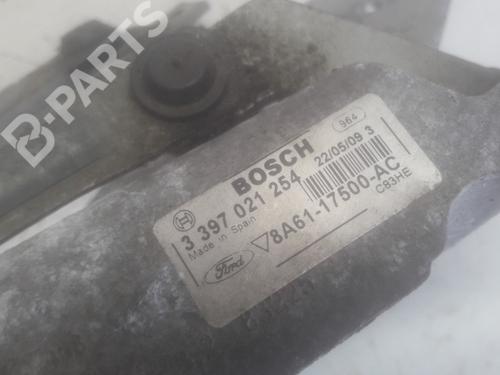 B-PARTS
964
BOSCH
22/05/09 3
3 397 021 254
Made in Spain
8A61-17500-AC
C83HE
Ford